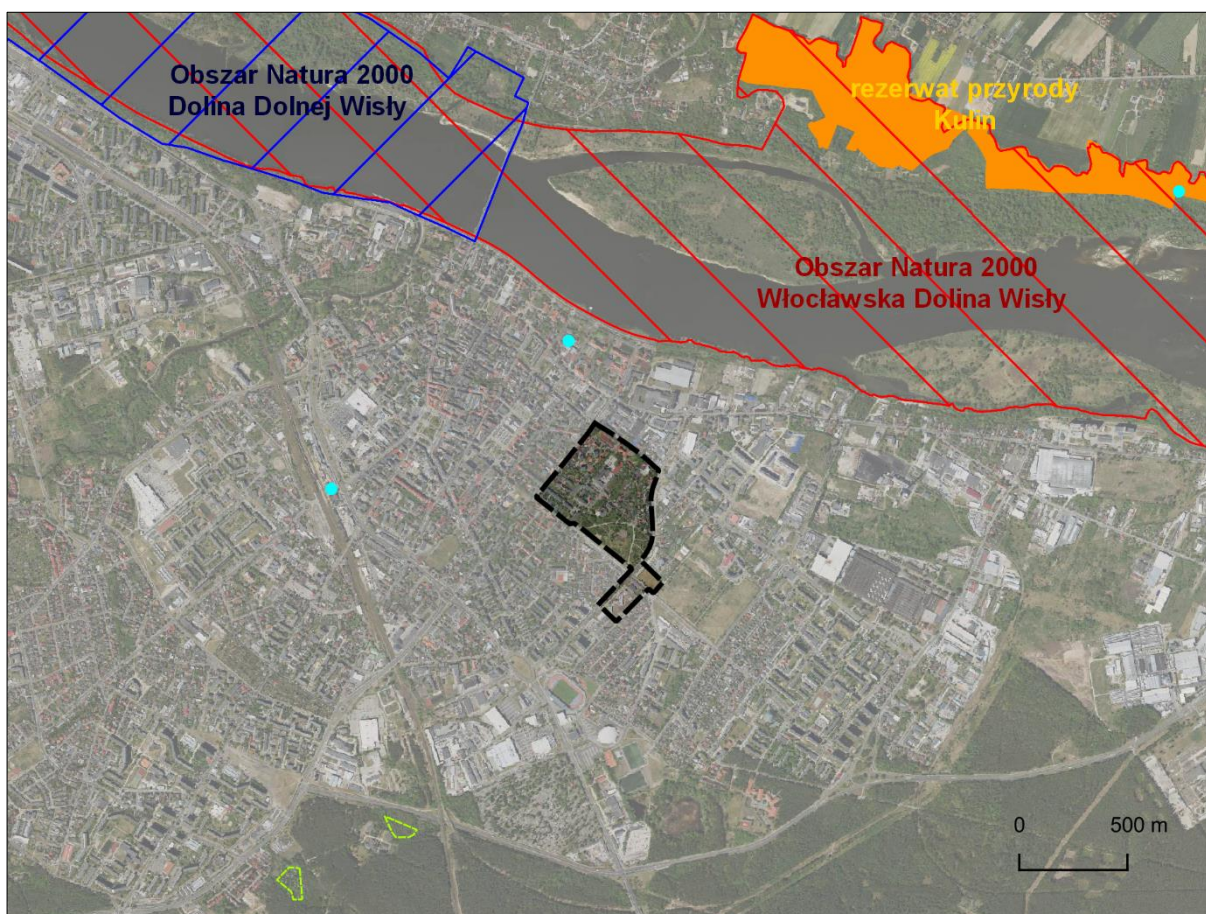 Obszar Natura 2000
Dolina Dolnej Wisły
rezerwat przyrody
Kulin
Obszar Natura 2000
Włocławska Dolina Wisły
0 500 m